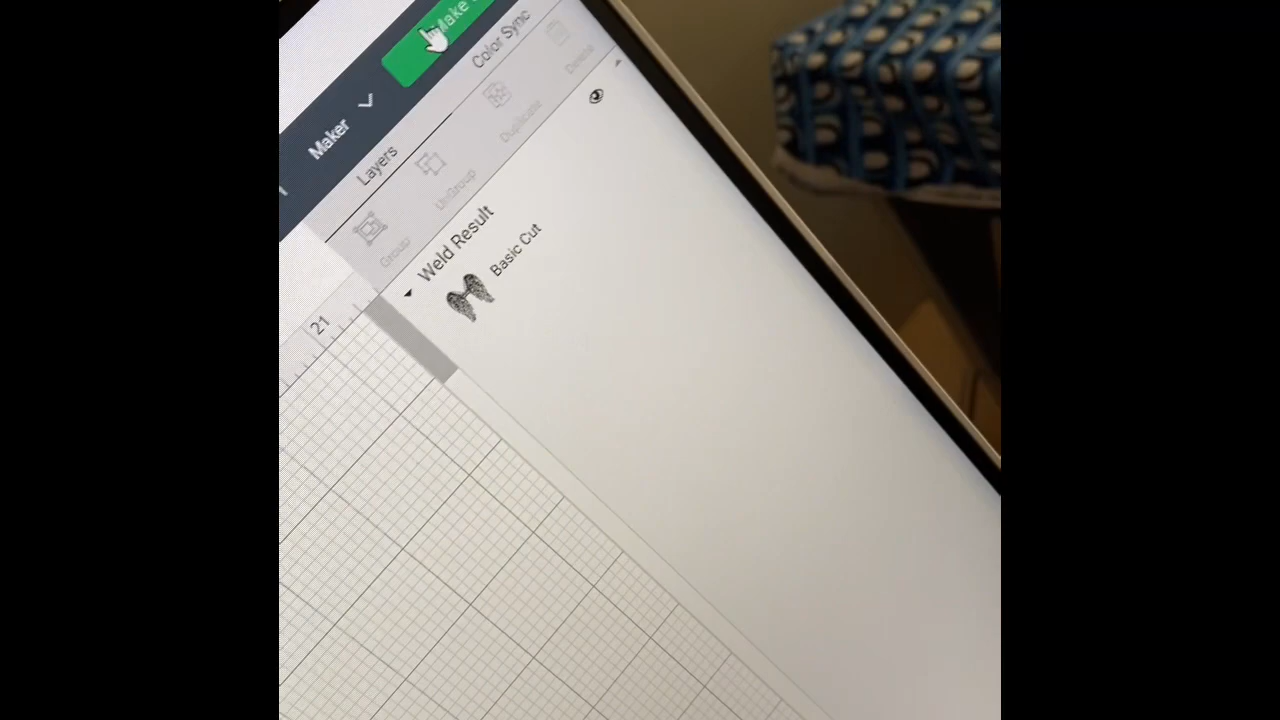 Make
Maker
Layers
Color Sync
Group
UnGroup
Duplicate
Delete
Weld Result
Basic Cut
21